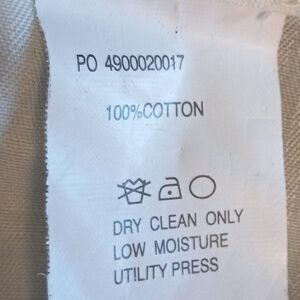 PO 4900020017
100%COTTON
DRY CLEAN ONLY
LOW MOISTURE
UTILITY PRESS